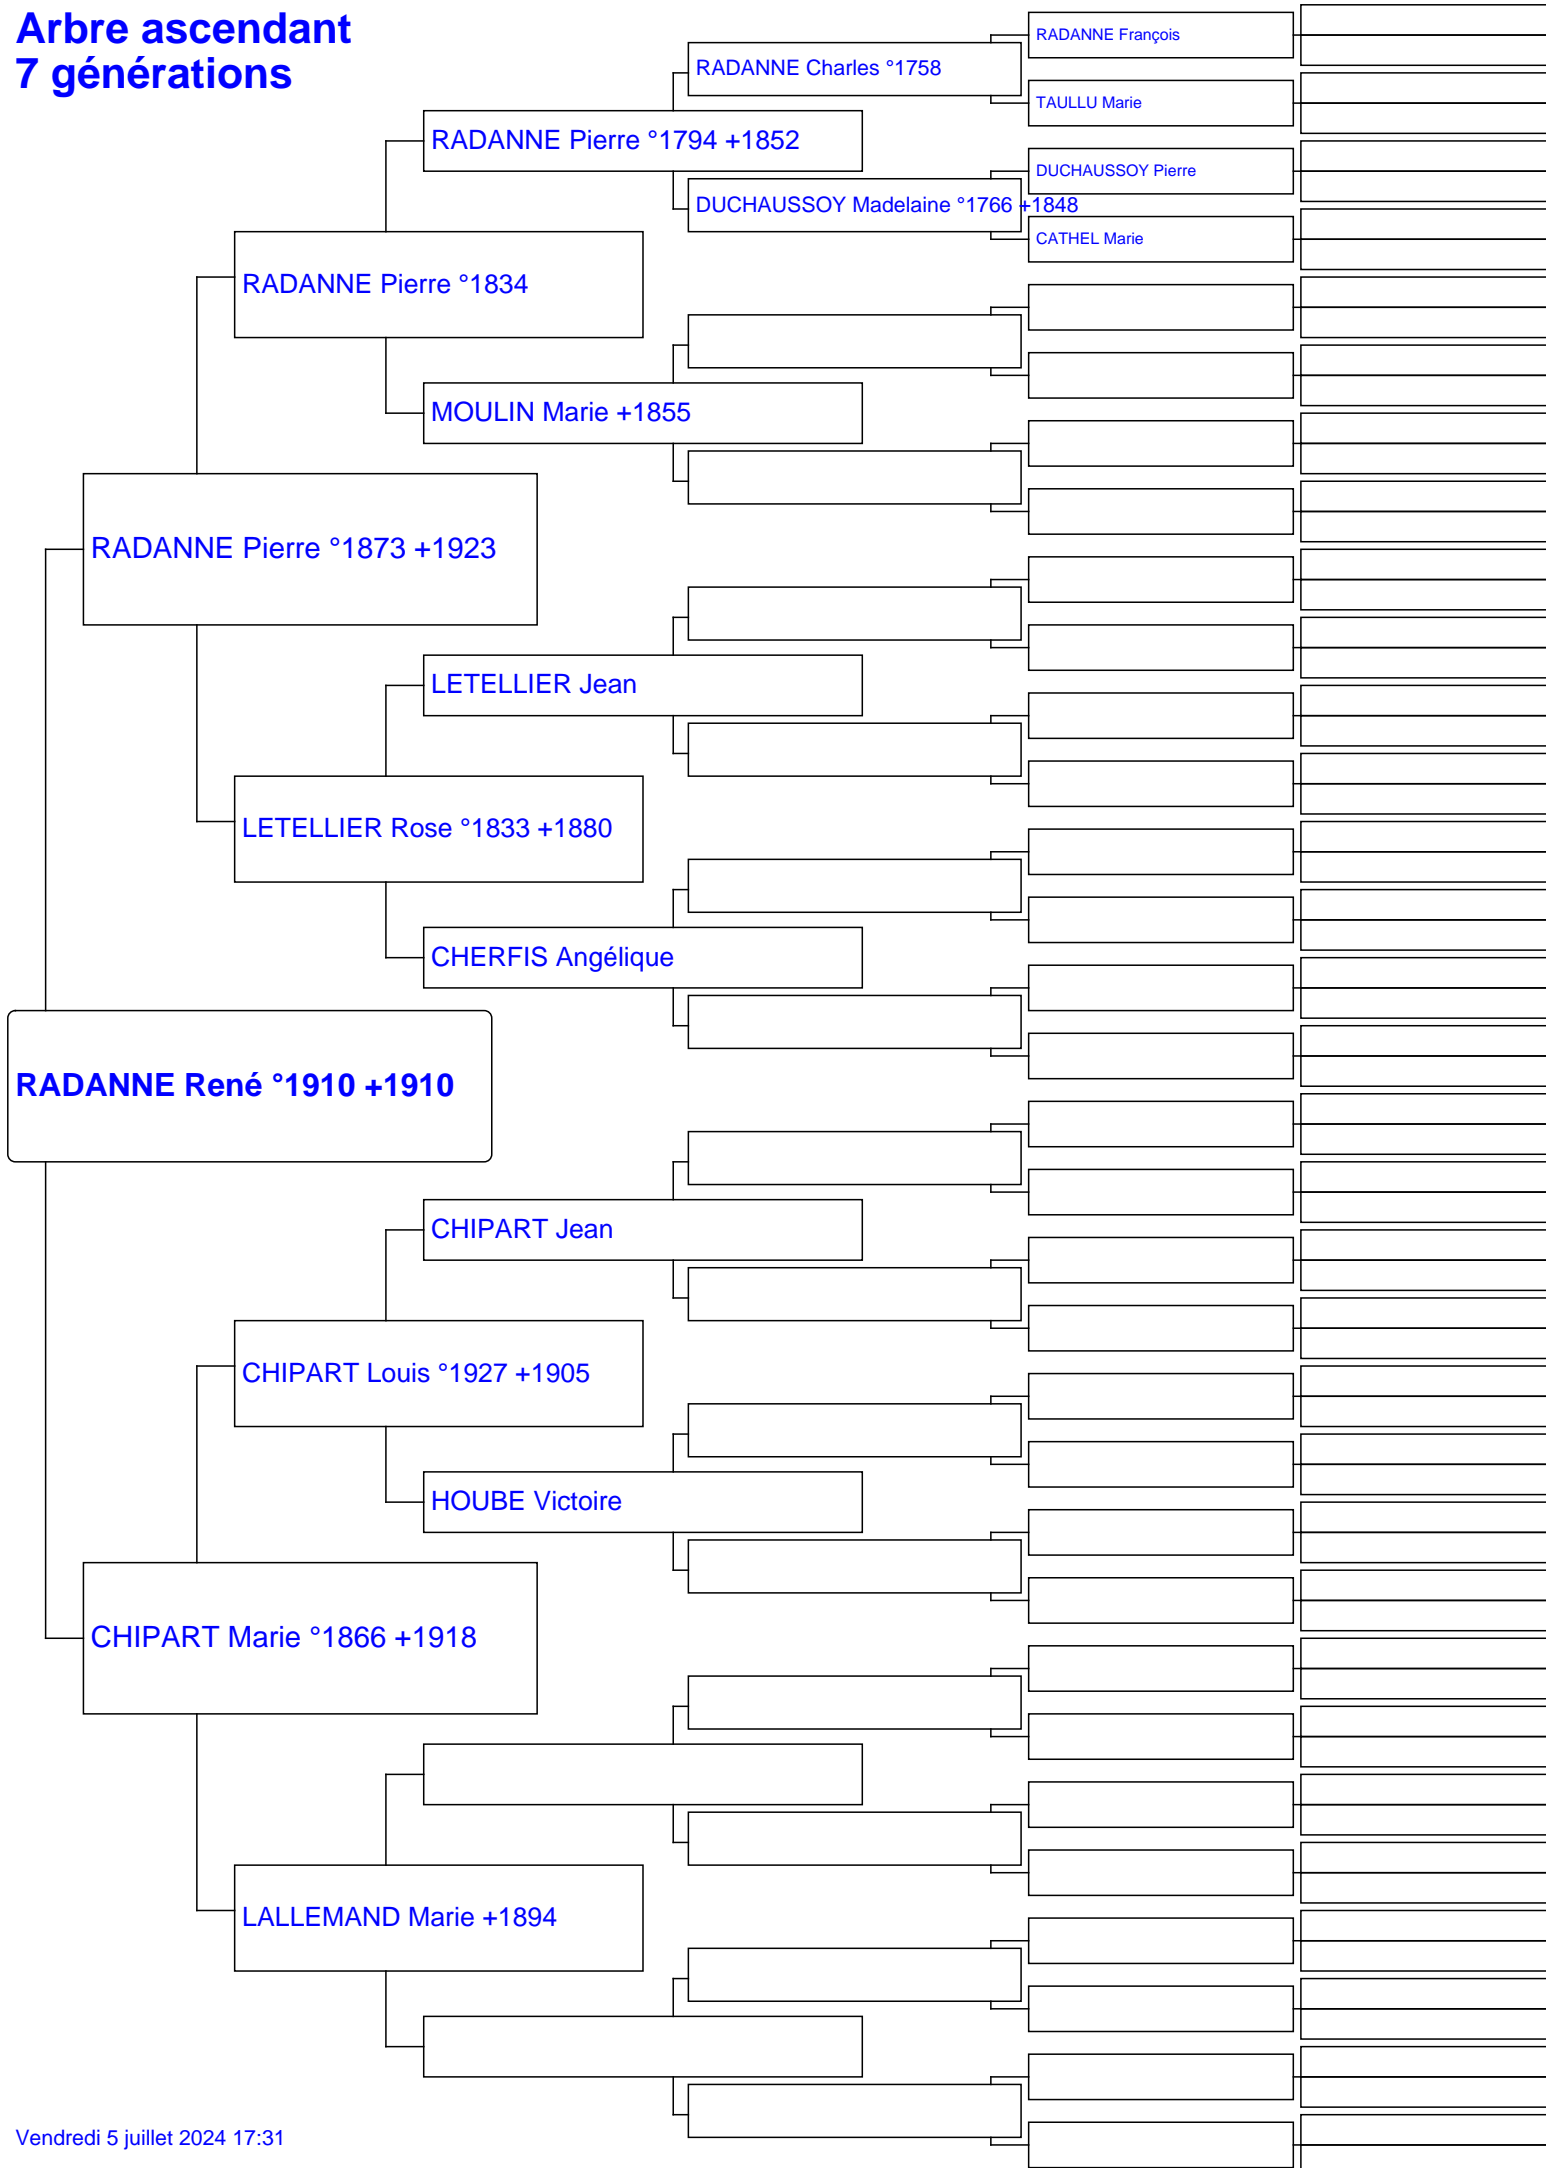 Arbre ascendant
7 générations
RADANNE François
RADANNE Charles °1758
TAULLU Marie
RADANNE Pierre °1794 +1852
DUCHAUSSOY Pierre
DUCHAUSSOY Madelaine °1766 +1848
CATHEL Marie
RADANNE Pierre °1834
MOULIN Marie +1855
RADANNE Pierre °1873 +1923
LETELLIER Jean
LETELLIER Rose °1833 +1880
CHERFIS Angélique
RADANNE René °1910 +1910
CHIPART Jean
CHIPART Louis °1927 +1905
HOUBE Victoire
CHIPART Marie °1866 +1918
LALLEMAND Marie +1894
Vendredi 5 juillet 2024 17:31